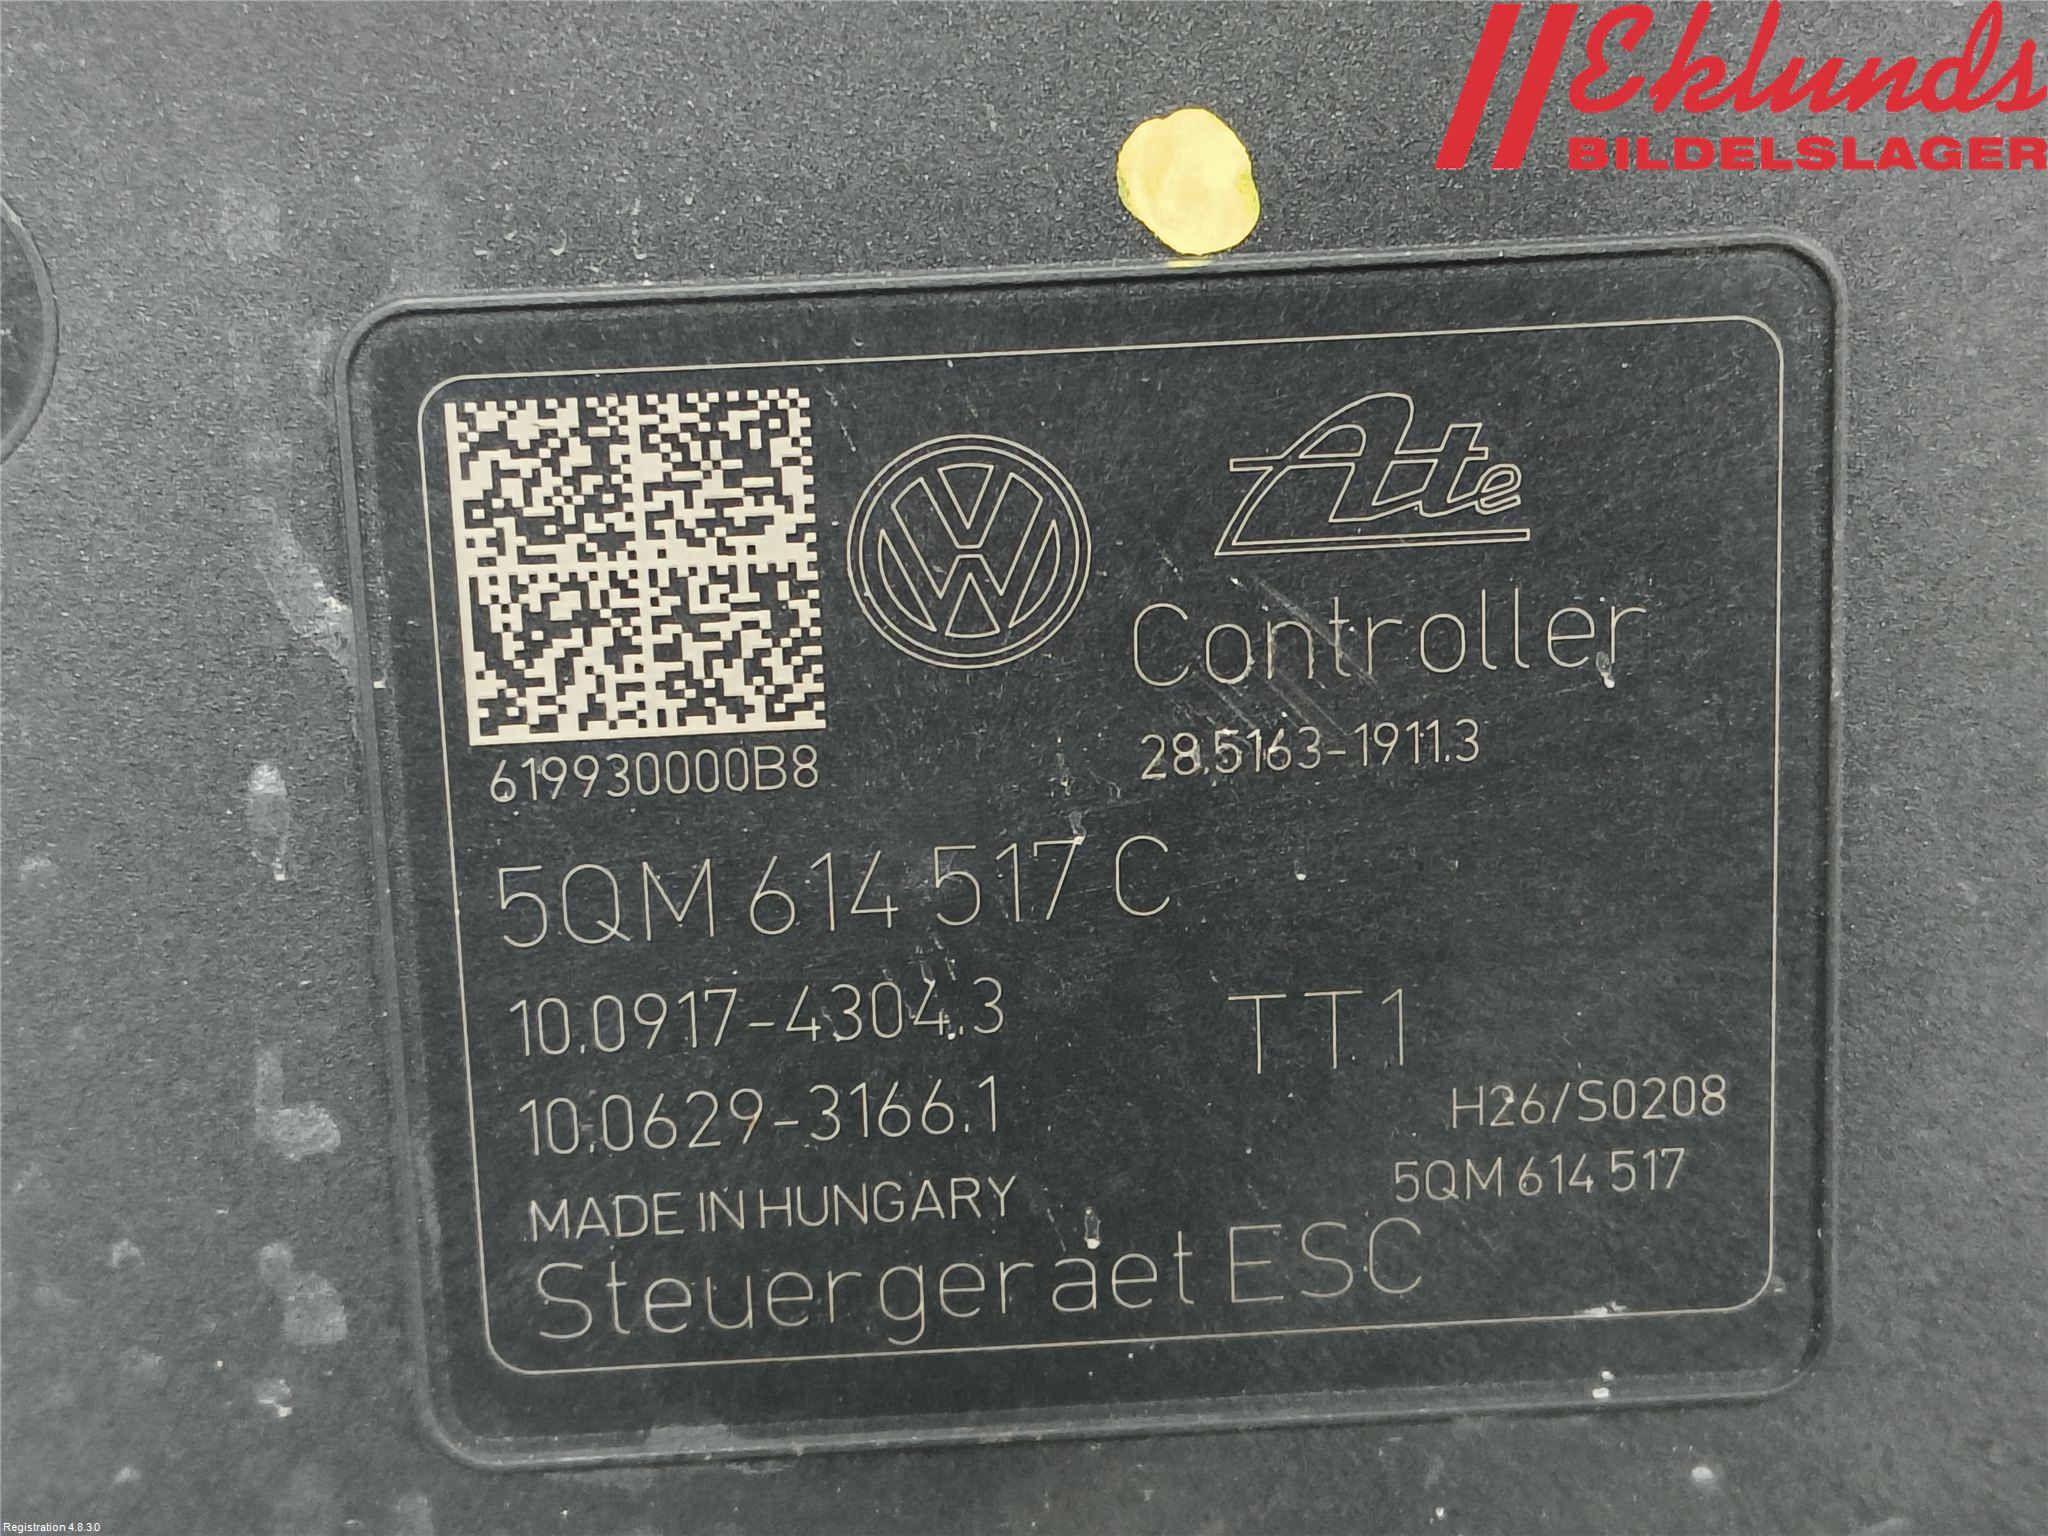 Eklunds
BILDELSLAGER
Ate
Controller
28.5163-1911.3
619930000B8
5QM 614 517 C
10.0917-4304.3
TT1
10.0629-3166.1
H26/S0208
MADE IN HUNGARY
5QM 614 517
Steuergeraet ESC
Registration 4.8.3.0